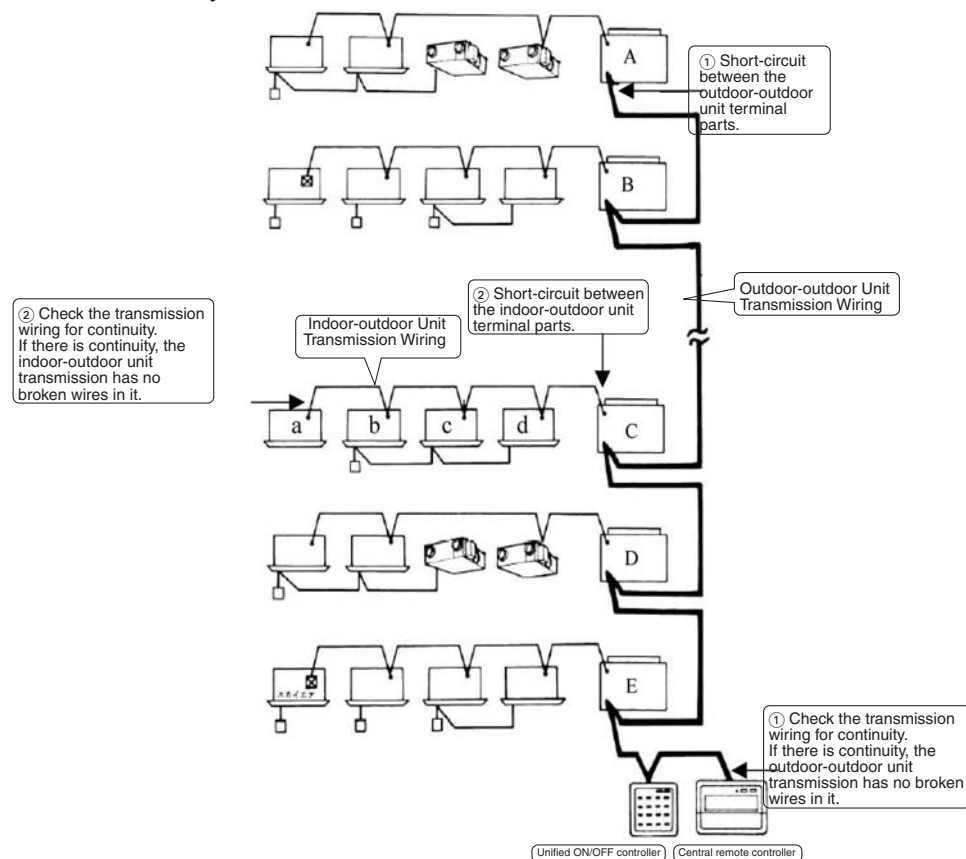 A
① Short-circuit
between the
outdoor-outdoor
unit terminal
parts.
B
② Check the transmission
wiring for continuity.
If there is continuity, the
indoor-outdoor unit
transmission has no
broken wires in it.
Indoor-outdoor Unit
Transmission Wiring
② Short-circuit between
the indoor-outdoor unit
terminal parts.
Outdoor-outdoor Unit
Transmission Wiring
a b c d C
D
スカイエア
E
① Check the transmission
wiring for continuity.
If there is continuity, the
outdoor-outdoor unit
transmission has no broken
wires in it.
Unified ON/OFF controller Central remote controller